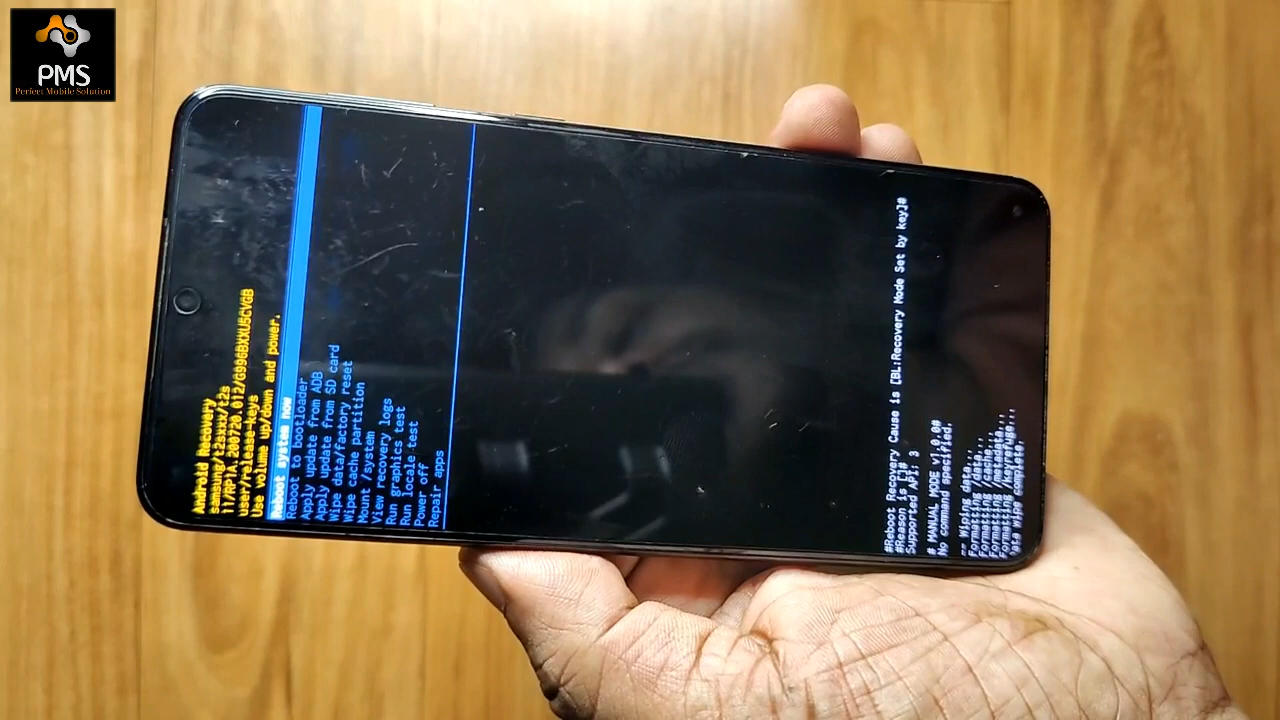 PMS
Perfect Mobile Solution
Android Recovery
samsung/t2sxxx/t2s
11/RP1A.200720.012/G996BXXU5CVGB
user/release-keys
Use volume up/down and power.
Reboot system now
Reboot to bootloader
Apply update from ADB
Apply update from SD card
Wipe data/factory reset
Wipe cache partition
Mount /system
View recovery logs
Run graphics test
Run locale test
Power off
Repair apps
#Reboot Recovery Cause is [BL:Recovery Mode Set by key]#
#Reason is []#
Supported API: 3
# MANUAL MODE v1.0.0#
No command specified.
-- Wiping data...
Formatting /data...
Formatting /cache...
Formatting /metadata...
Formatting /keyrefuge...
Data wipe complete.